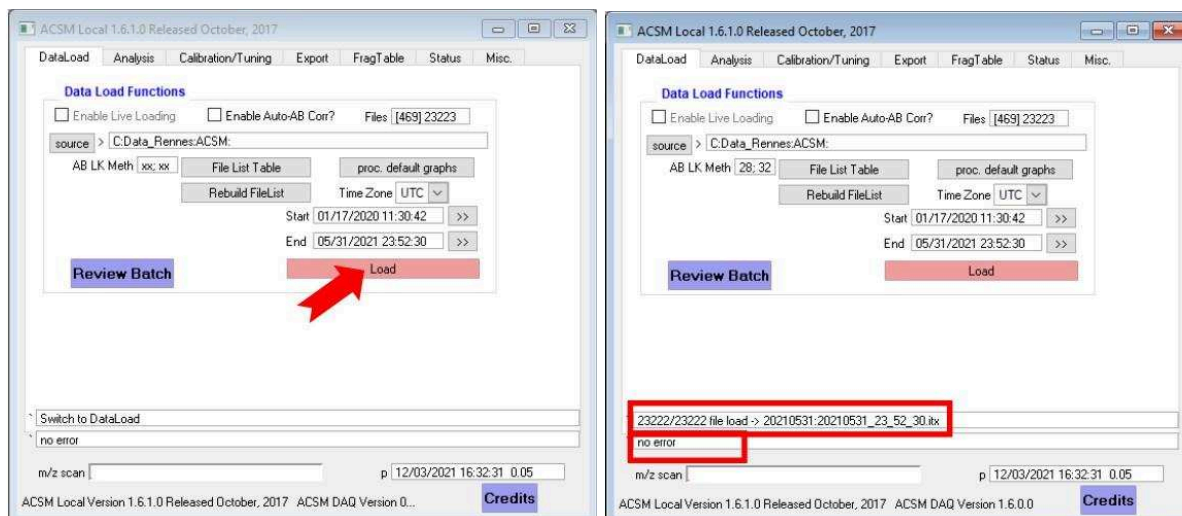 ACSM Local 1.6.1.0 Released October, 2017
DataLoad Analysis Calibration/Tuning Export FragTable Status Misc.
Data Load Functions
Enable Live Loading Enable Auto-AB Corr? Files [469] 23223
source > C:Data_Rennes:ACSM:
AB LK Meth xx; xx File List Table proc. default graphs
Rebuild FileList Time Zone UTC
Start 01/17/2020 11:30:42 >>
End 05/31/2021 23:52:30 >>
Review Batch Load
Switch to DataLoad
no error
m/z scan p 12/03/2021 16:32:31 0.05
ACSM Local Version 1.6.1.0 Released October, 2017 ACSM DAQ Version 0... Credits
ACSM Local 1.6.1.0 Released October, 2017
DataLoad Analysis Calibration/Tuning Export FragTable Status Misc.
Data Load Functions
Enable Live Loading Enable Auto-AB Corr? Files [469] 23223
source > C:Data_Rennes:ACSM:
AB LK Meth 28; 32 File List Table proc. default graphs
Rebuild FileList Time Zone UTC
Start 01/17/2020 11:30:42 >>
End 05/31/2021 23:52:30 >>
Review Batch Load
23222/23222 file load -> 20210531:20210531_23_52_30.itx
no error
m/z scan p 12/03/2021 16:32:31 0.05
ACSM Local Version 1.6.1.0 Released October, 2017 ACSM DAQ Version 1.6.0.0 Credits